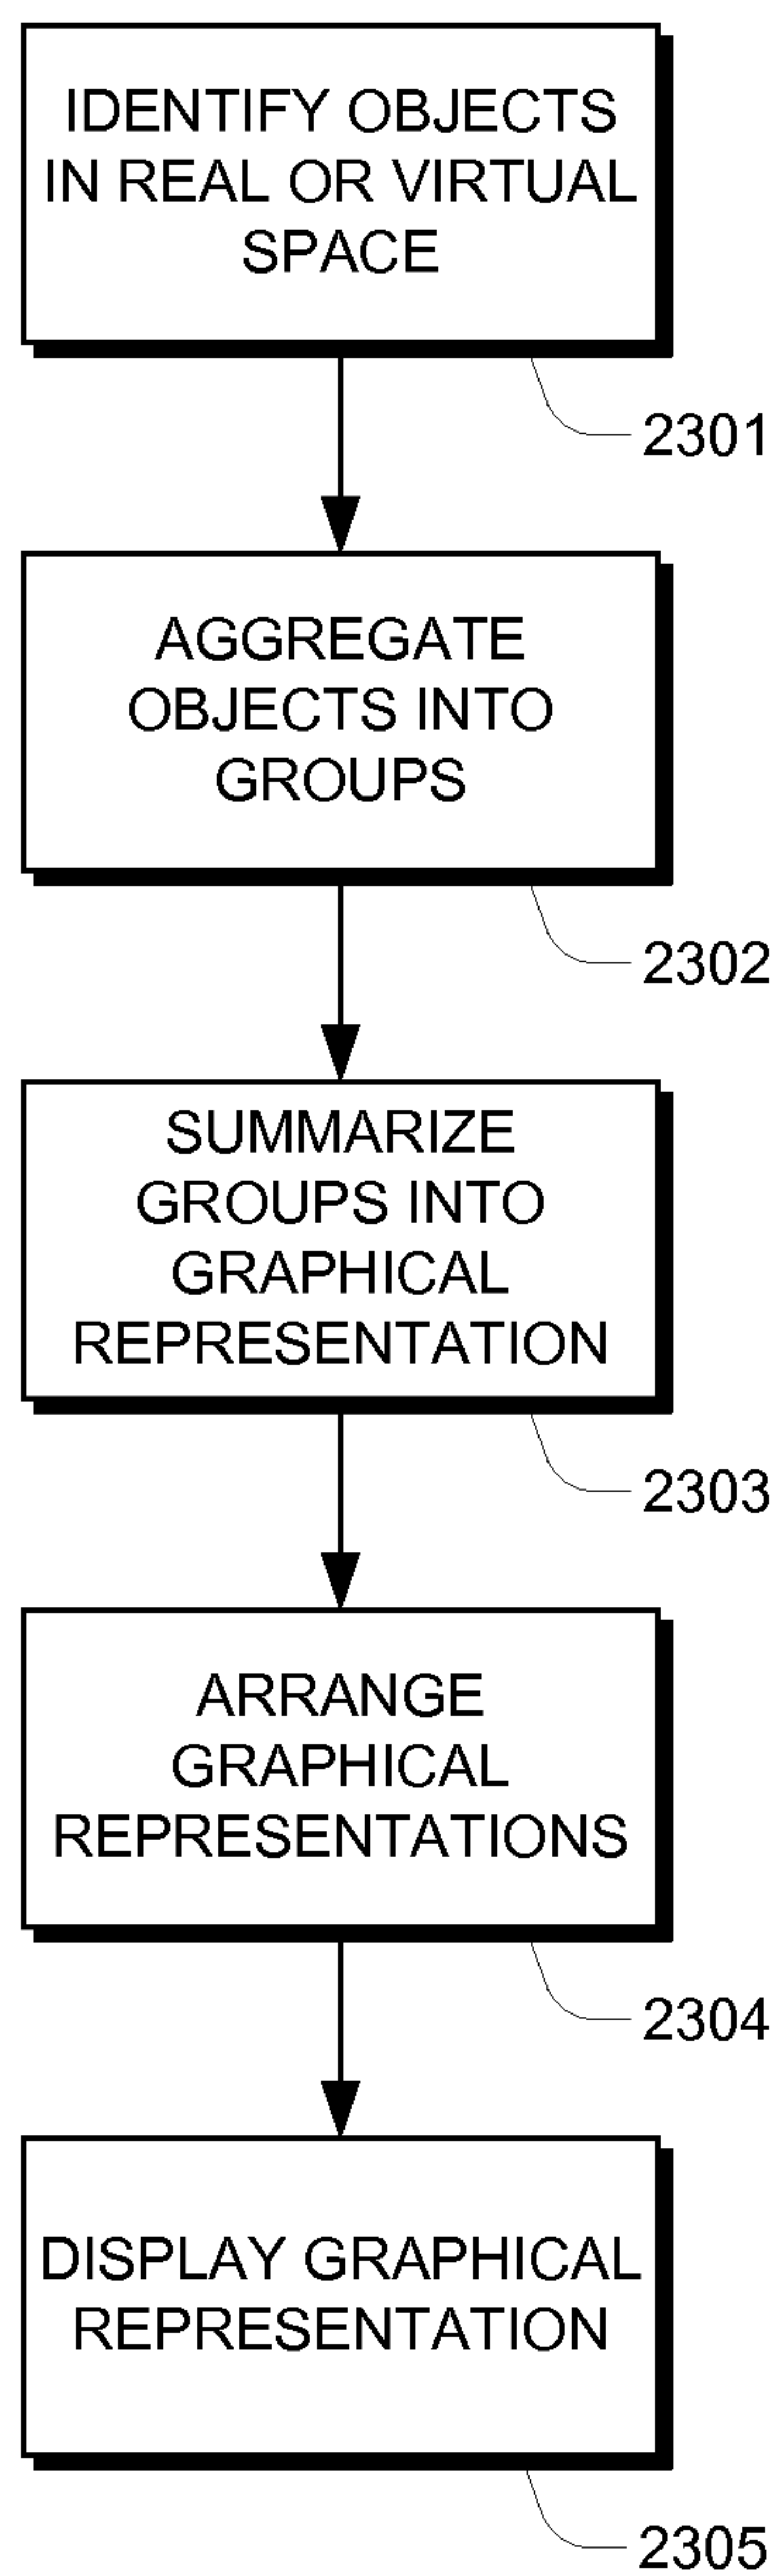 IDENTIFY OBJECTS
IN REAL OR VIRTUAL
SPACE
2301
AGGREGATE
OBJECTS INTO
GROUPS
2302
SUMMARIZE
GROUPS INTO
GRAPHICAL
REPRESENTATION
2303
ARRANGE
GRAPHICAL
REPRESENTATIONS
2304
DISPLAY GRAPHICAL
REPRESENTATION
2305